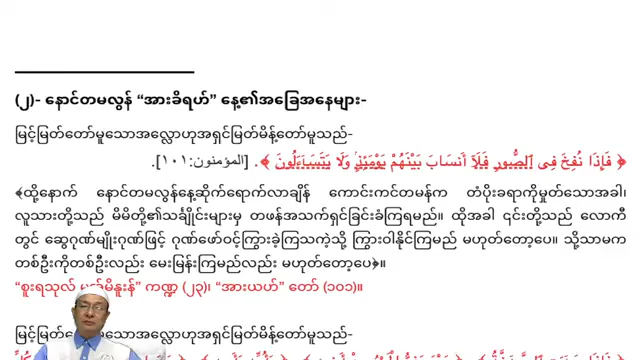 (၂)- နောင်တမလွန် “အားခိရဟ်” နေ့၏အခြေအနေများ-
မြင့်မြတ်တော်မူသောအလ္လောဟုအရှင်မြတ်မိန့်တော်မူသည်-
﴿ فَإِذَا نُفِخَ فِي الصُّورِ فَلَآ أَنسَابَ بَيْنَهُمْ يَوْمَئِذٍ وَلَا يَتَسَآءَلُونَ ﴾. [المؤمنون:١٠١].
﴾ထို့နောက် နောင်တမလွန်နေ့ဆိုက်ရောက်လာချိန် ကောင်းကင်တမန်က တံပိုးခရာကိုမှုတ်သောအခါ၊
လူသားတို့သည် မိမိတို့၏သင်္ချိုင်းများမှ တဖန်အသက်ရှင်ခြင်းခံကြရမည်။ ထိုအခါ ၎င်းတို့သည် လောကီ
တွင် ဆွေဂုဏ်မျိုးဂုဏ်ဖြင့် ဂုဏ်ဖော်ဝင့်ကြွားခဲ့ကြသကဲ့သို့ ကြွားဝါနိုင်ကြမည် မဟုတ်တော့ပေ။ သို့သာမက
တစ်ဦးကိုတစ်ဦးလည်း မေးမြန်းကြမည်လည်း မဟုတ်တော့ပေ﴿။
“စူးရသုလ် မုအ်မိနူးန်” ကဏ္ဍ (၂၃)၊ “အားယဟ်” တော် (၁၀၁)။
မြင့်မြတ်တော်မူသောအလ္လောဟုအရှင်မြတ်မိန့်တော်မူသည်-